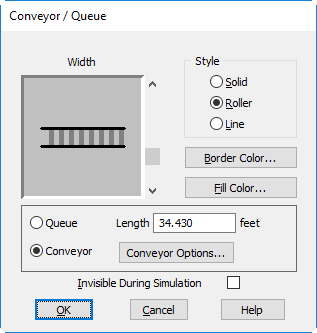 Conveyor / Queue
Width
Style
Solid
Roller
Line
Border Color...
Fill Color...
Queue
Length 34.430 feet
Conveyor
Conveyor Options...
Invisible During Simulation
OK Cancel Help